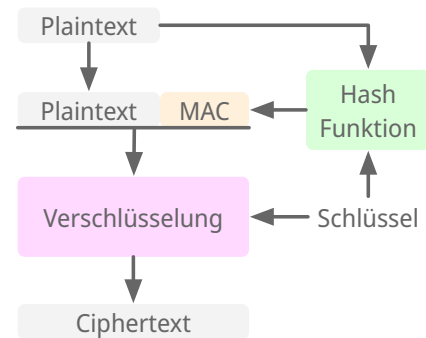 Plaintext
Plaintext MAC
Hash
Funktion
Verschlüsselung
Schlüssel
Ciphertext